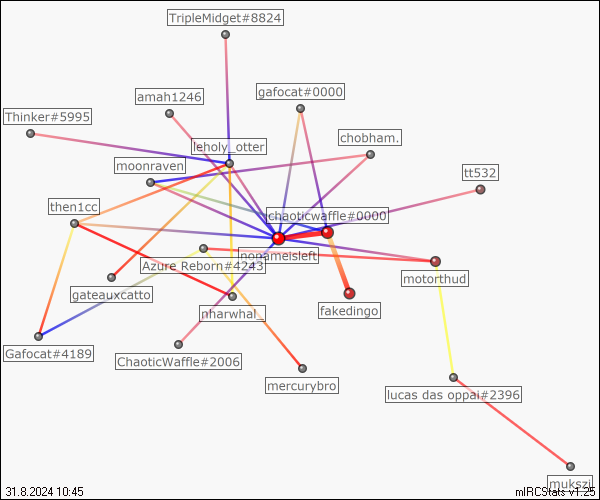 TripleMidget#8824
amah1246
gafocat#0000
Thinker#5995
chobham.
leholy_otter
moonraven
tt532
then1cc
chaoticwaffle#0000
nonameisleft
Azure Reborn#4243
motorthud
gateauxcatto
nharwhal_
fakedingo
Gafocat#4189
ChaoticWaffle#2006
mercurybro
lucas das oppai#2396
mukszi
31.8.2024 10:45
mIRCStats v1.25